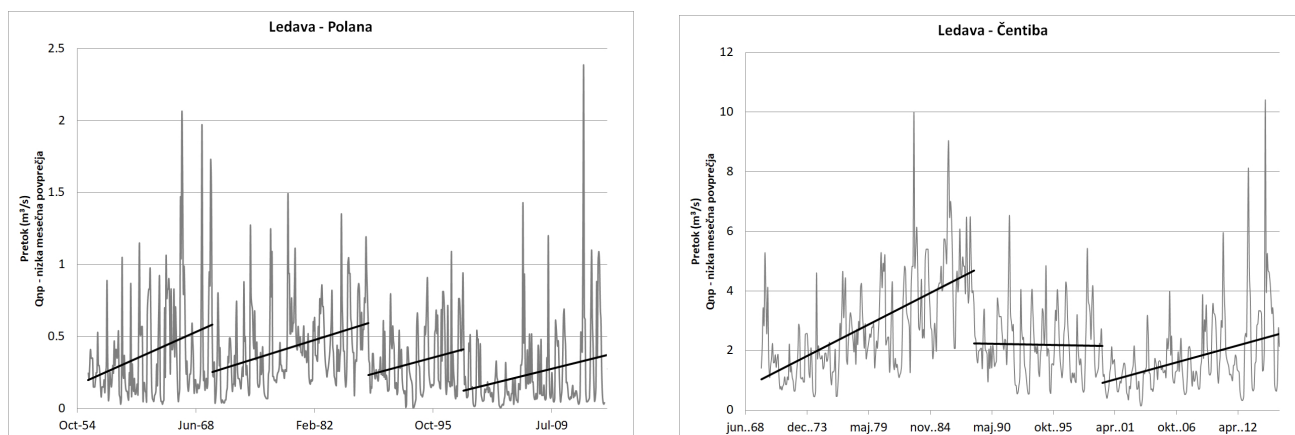 Ledava - Polana
Pretok (m³/s)
Qnp - nizka mesečna povprečja
2.5
2
1.5
1
0.5
0
Oct-54
Jun-68
Feb-82
Oct-95
Jul-09
Ledava - Čentiba
Pretok (m³/s)
Qnp - nizka mesečna povprečja
12
10
8
6
4
2
0
jun..68
dec..73
maj.79
nov..84
maj.90
okt..95
apr..01
okt..06
apr..12